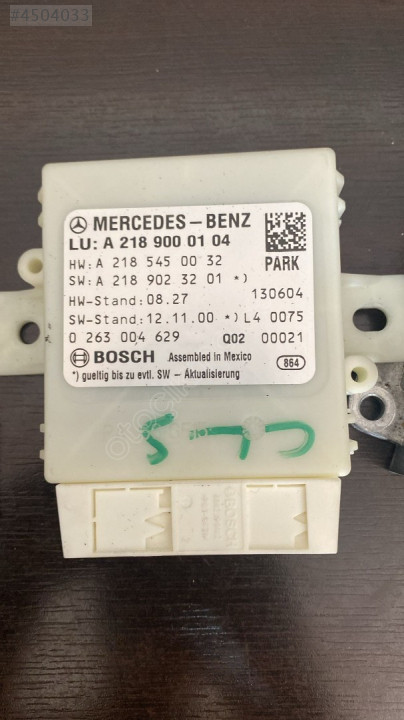 #4504033
MERCEDES-BENZ
LU: A 218 900 01 04
HW: A 218 545 00 32 PARK
SW: A 218 902 32 01 *)
HW-Stand: 08.27 130604
SW-Stand: 12.11.00 *) L4 0075
0 263 004 629 Q02 00021
BOSCH Assembled in Mexico 864
*) gueltig bis zu evtl. SW - Aktualisierung
CLS
BOSCH